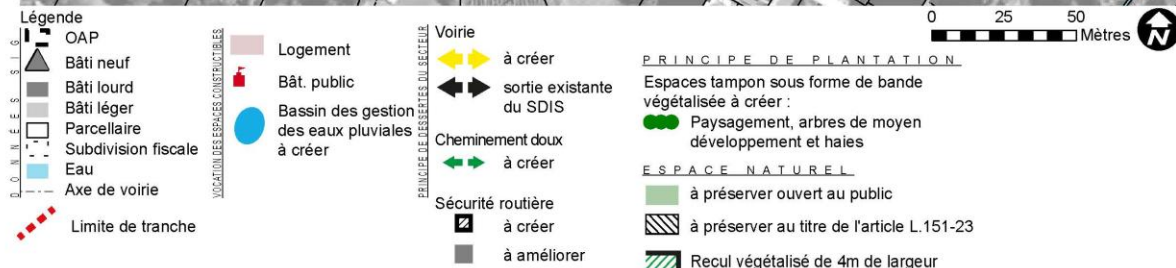 Légende
OAP
Bâti neuf
Bâti lourd
Bâti léger
Parcellaire
Subdivision fiscale
Eau
Axe de voirie
Limite de tranche
DONNÉES SIG
VOCATION DES ESPACES CONSTRUCTIBLES
Logement
Bât. public
Bassin des gestion
des eaux pluviales
à créer
PRINCIPE DE DESSERTES DU SECTEUR
Voirie
à créer
sortie existante
du SDIS
Cheminement doux
à créer
Sécurité routière
à créer
à améliorer
0 25 50
Mètres
N
PRINCIPE DE PLANTATION
Espaces tampon sous forme de bande
végétalisée à créer :
Paysagement, arbres de moyen
développement et haies
ESPACE NATUREL
à préserver ouvert au public
à préserver au titre de l'article L.151-23
Recul végétalisé de 4m de largeur